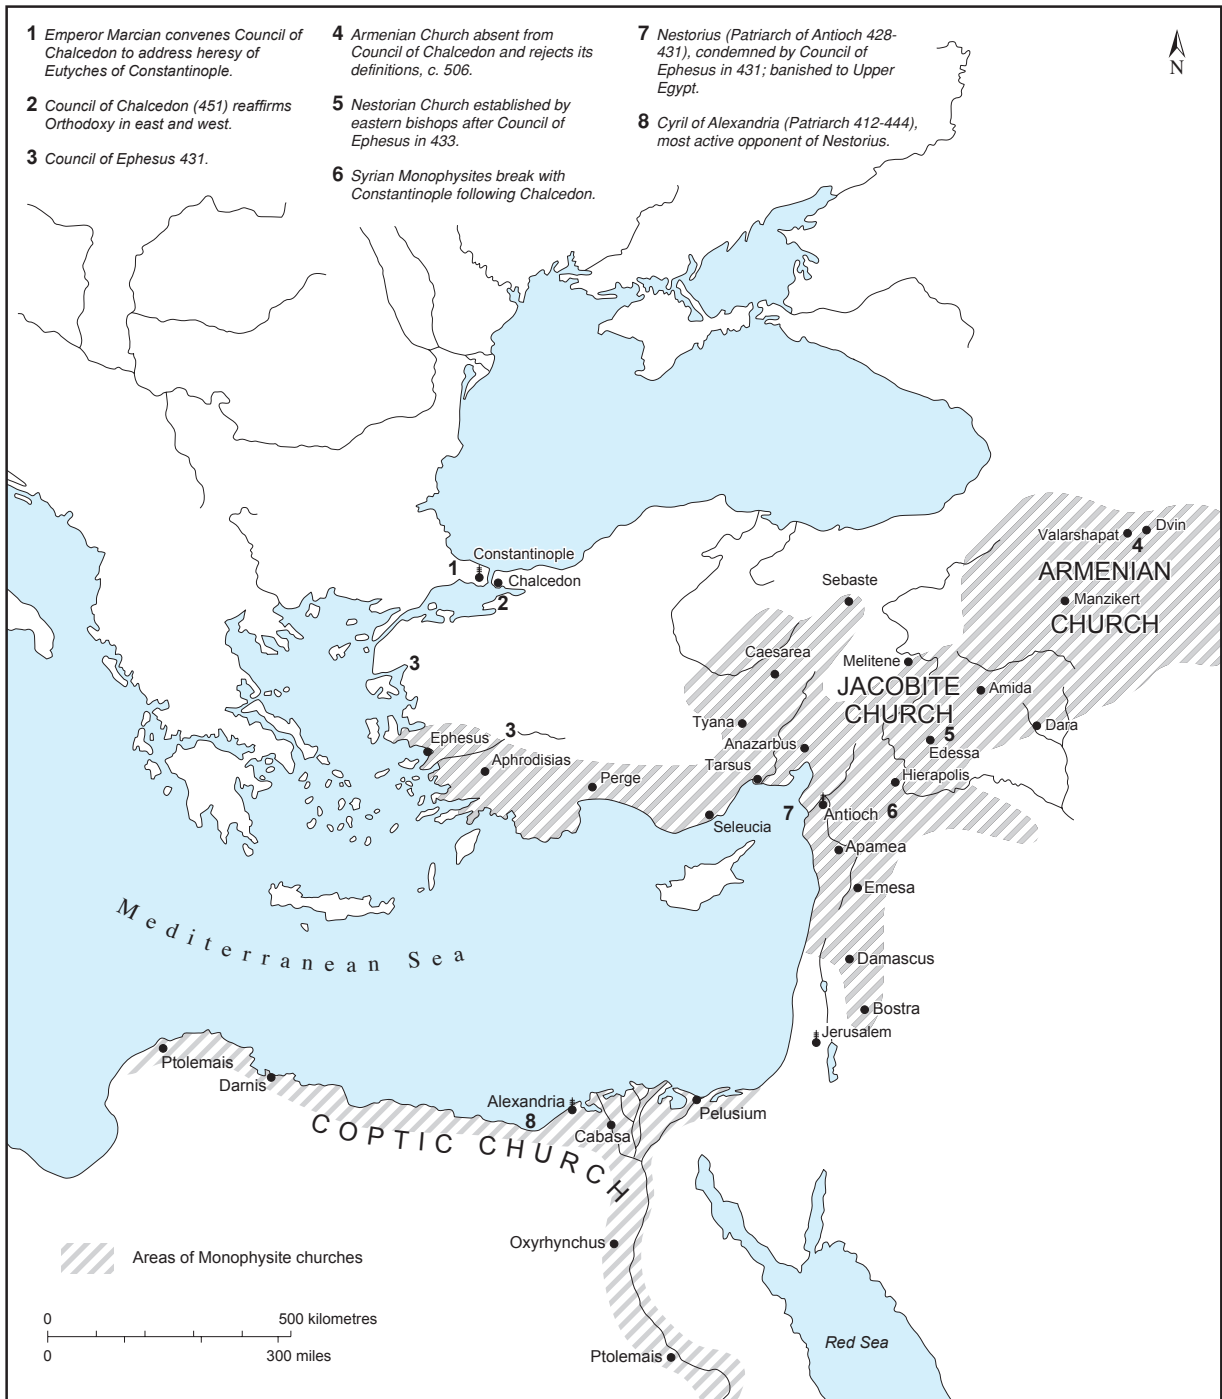 1 Emperor Marcian convenes Council of
Chalcedon to address heresy of
Eutyches of Constantinople.
2 Council of Chalcedon (451) reaffirms
Orthodoxy in east and west.
3 Council of Ephesus 431.
4 Armenian Church absent from
Council of Chalcedon and rejects its
definitions, c. 506.
5 Nestorian Church established by
eastern bishops after Council of
Ephesus in 433.
6 Syrian Monophysites break with
Constantinople following Chalcedon.
7 Nestorius (Patriarch of Antioch 428-
431), condemned by Council of
Ephesus in 431; banished to Upper
Egypt.
8 Cyril of Alexandria (Patriarch 412-444),
most active opponent of Nestorius.
N
Constantinople
1
Chalcedon
2
Valarshapat
Dvin
4
ARMENIAN
Manzikert
CHURCH
Sebaste
3
Caesarea
Melitene
JACOBITE
CHURCH
Amida
Tyana
Dara
3
Ephesus
Anazarbus
5
Edessa
Aphrodisias
Tarsus
Perge
Hierapolis
Seleucia
7
Antioch
6
Apamea
Emesa
Mediterranean Sea
Damascus
Bostra
Jerusalem
Ptolemais
Darnis
Alexandria
8
Pelusium
Cabasa
COPTIC CHURCH
Oxyrhynchus
Areas of Monophysite churches
0 500 kilometres
0 300 miles
Ptolemais
Red Sea